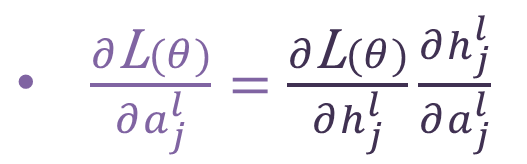 • ∂L(θ)/∂a_j^l = ∂L(θ)/∂h_j^l ∂h_j^l/∂a_j^l